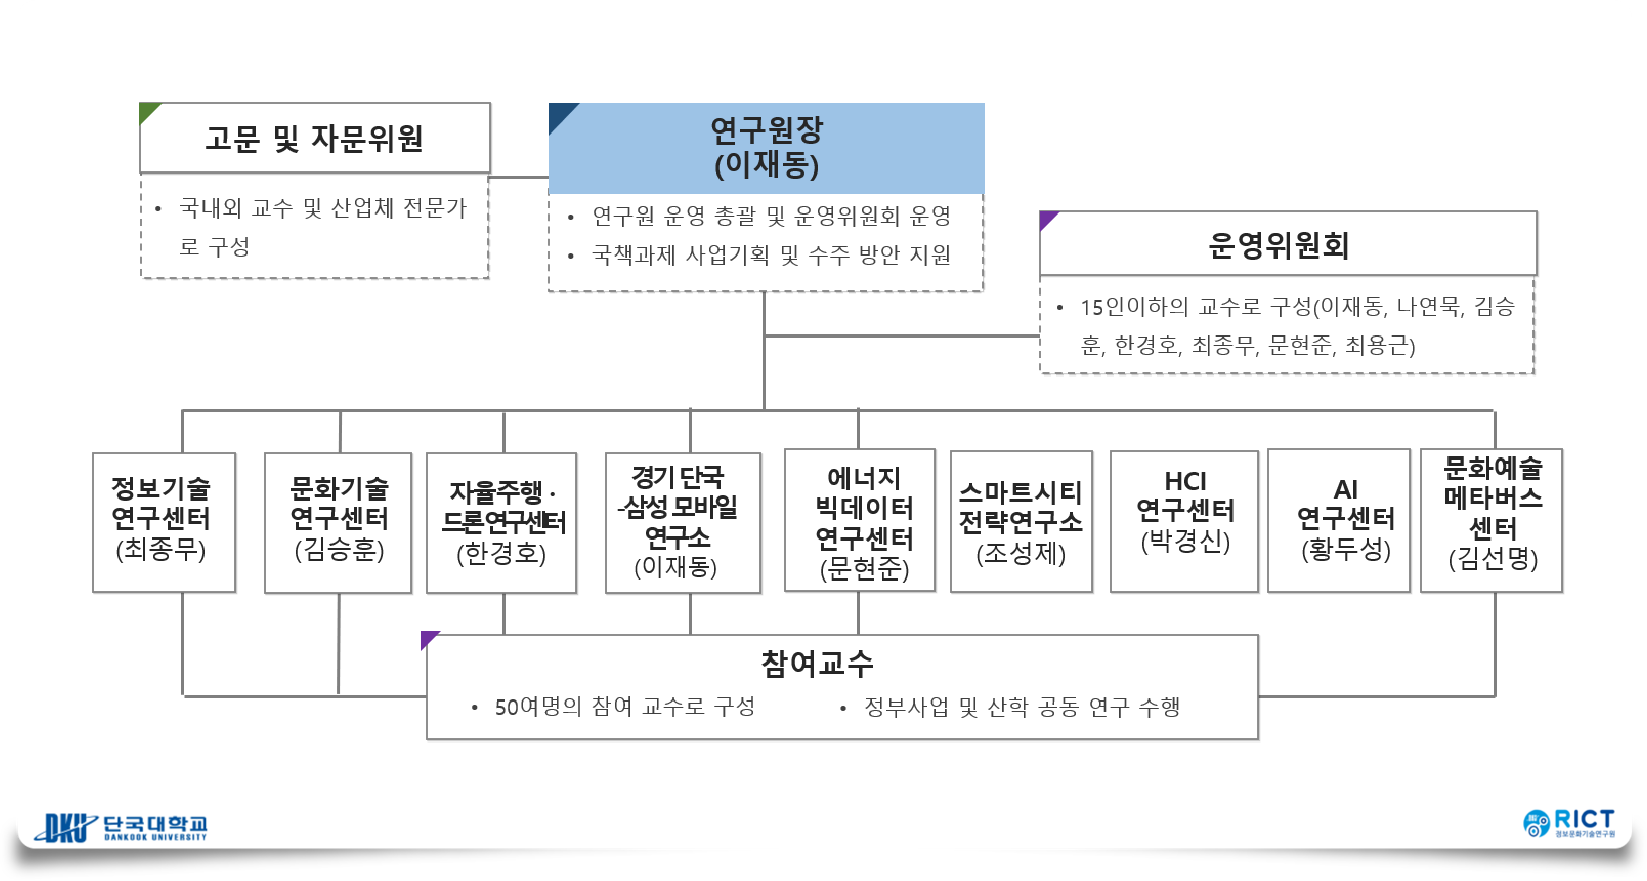 고문 및 자문위원
• 국내외 교수 및 산업체 전문가
로 구성
연구원장
(이재동)
• 연구원 운영 총괄 및 운영위원회 운영
• 국책과제 사업기획 및 수주 방안 지원
운영위원회
• 15인이하의 교수로 구성(이재동, 나연묵, 김승
훈, 한경호, 최종무, 문현준, 최용근)
정보기술
연구센터
(최종무)
문화기술
연구센터
(김승훈)
자율주행 ·
드론연구센터
(한경호)
경기 단국
-삼성 모바일
연구소
(이재동)
에너지
빅데이터
연구센터
(문현준)
스마트시티
전략연구소
(조성제)
HCI
연구센터
(박경신)
AI
연구센터
(황두성)
문화예술
메타버스
센터
(김선명)
참여교수
• 50여명의 참여 교수로 구성
• 정부사업 및 산학 공동 연구 수행
DKU 단국대학교
DANKOOK UNIVERSITY
RICT
정보문화기술연구원